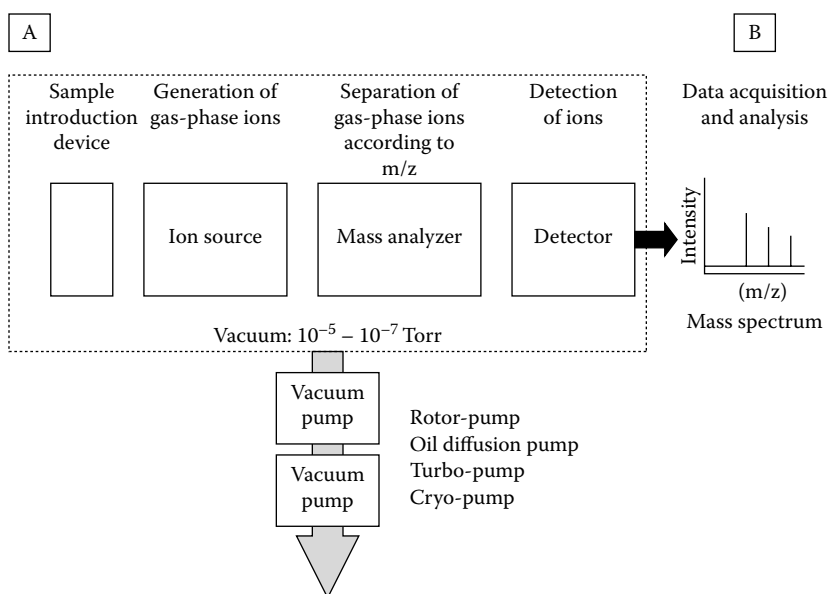 A
B
Sample
introduction
device
Generation of
gas-phase ions
Separation of
gas-phase ions
according to
m/z
Detection
of ions
Data acquisition
and analysis
Ion source
Mass analyzer
Detector
Intensity
(m/z)
Mass spectrum
Vacuum: 10⁻⁵ – 10⁻⁷ Torr
Vacuum
pump
Vacuum
pump
Rotor-pump
Oil diffusion pump
Turbo-pump
Cryo-pump